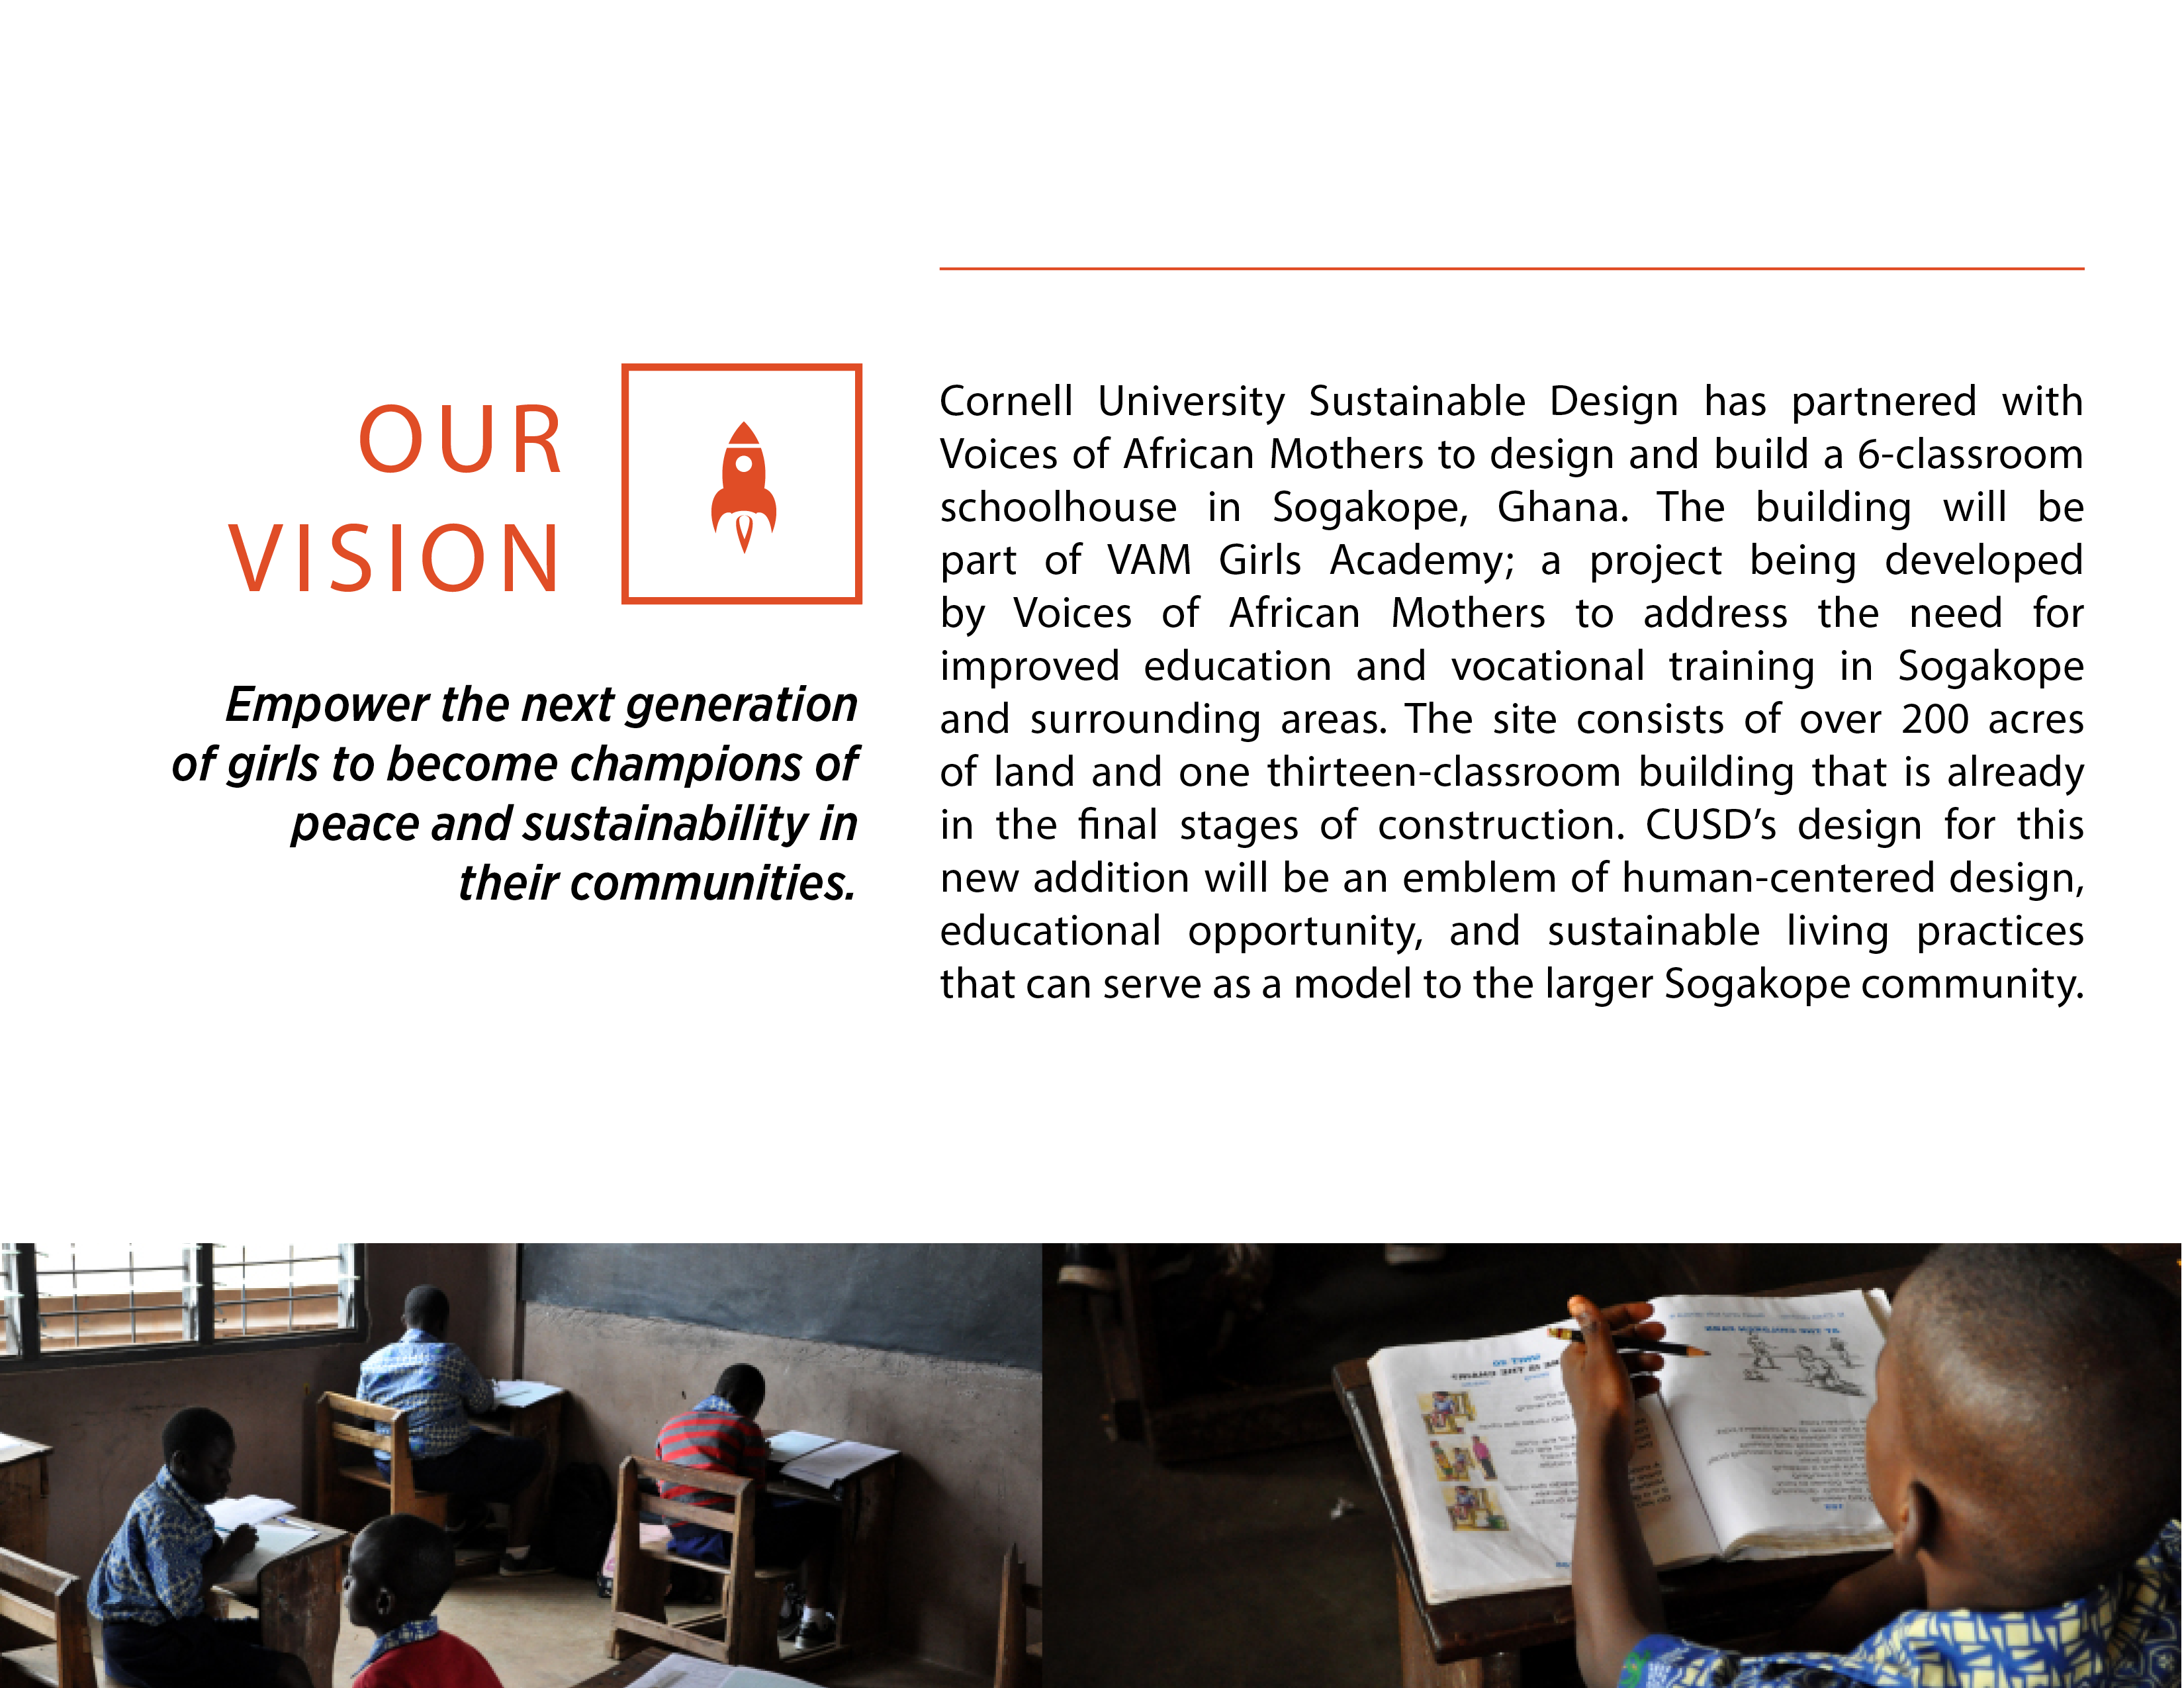 OUR
VISION
Empower the next generation
of girls to become champions of
peace and sustainability in
their communities.
Cornell University Sustainable Design has partnered with
Voices of African Mothers to design and build a 6-classroom
schoolhouse in Sogakope, Ghana. The building will be
part of VAM Girls Academy; a project being developed
by Voices of African Mothers to address the need for
improved education and vocational training in Sogakope
and surrounding areas. The site consists of over 200 acres
of land and one thirteen-classroom building that is already
in the final stages of construction. CUSD’s design for this
new addition will be an emblem of human-centered design,
educational opportunity, and sustainable living practices
that can serve as a model to the larger Sogakope community.